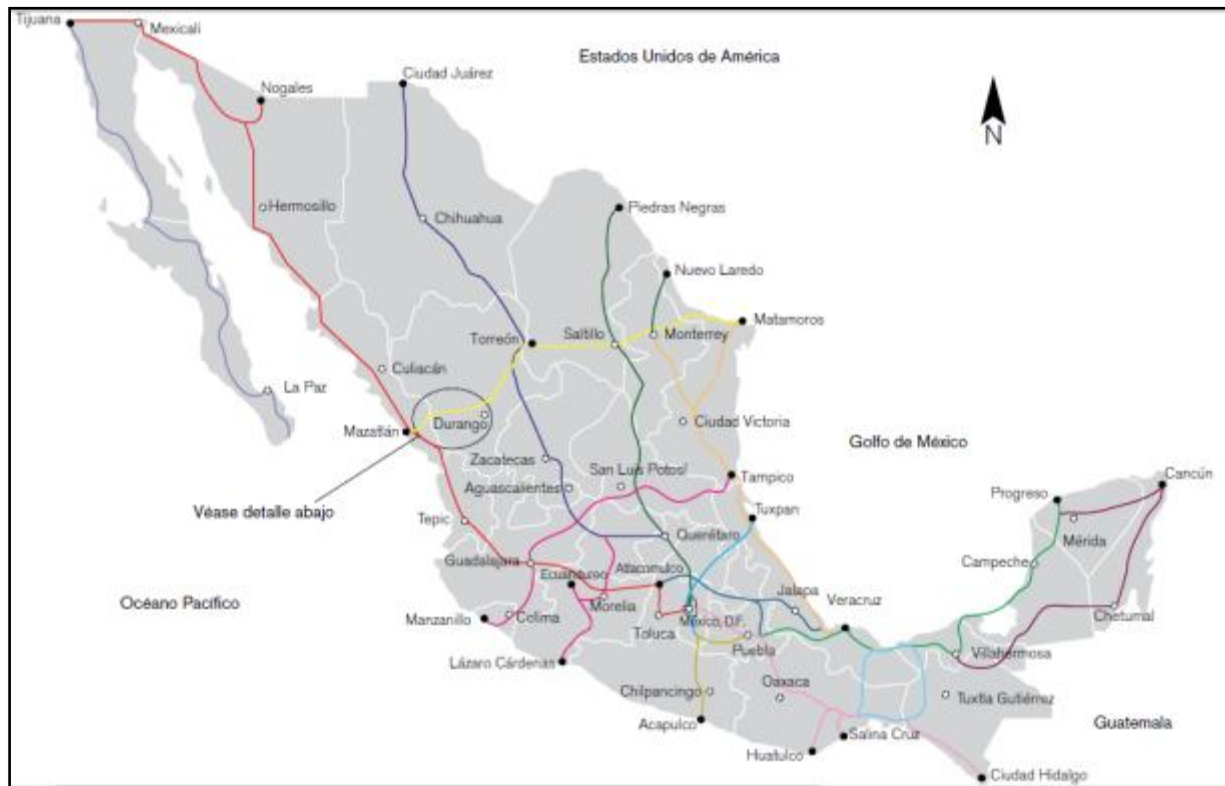 Tijuana
Mexicali
Estados Unidos de América
Ciudad Juárez
Nogales
N
Hermosillo
Chihuahua
Piedras Negras
Nuevo Laredo
Matamoros
Torreón
Saltillo
Monterrey
Culiacán
La Paz
Durango
Ciudad Victoria
Mazatlán
Golfo de México
Zacatecas
San Luis Potosí
Tampico
Cancún
Aguascalientes
Progreso
Véase detalle abajo
Tuxpan
Tepic
Mérida
Querétaro
Guadalajara
Ecuandureo
Atlacomulco
Campeche
Océano Pacífico
Morelia
Jalapa
Veracruz
Manzanillo
Colima
México, D.F.
Chetumal
Toluca
Puebla
Villahermosa
Lázaro Cárdenas
Oaxaca
Chilpancingo
Tuxtla Gutiérrez
Acapulco
Guatemala
Salina Cruz
Huatulco
Ciudad Hidalgo